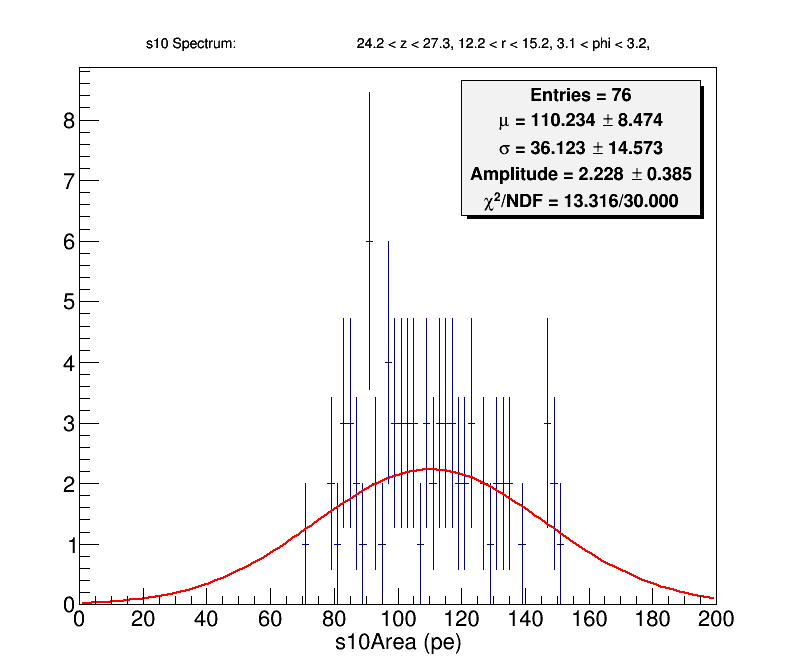 s10 Spectrum: 24.2 < z < 27.3, 12.2 < r < 15.2, 3.1 < phi < 3.2,
Entries = 76
μ = 110.234 ± 8.474
σ = 36.123 ± 14.573
Amplitude = 2.228 ± 0.385
χ²/NDF = 13.316/30.000
8
7
6
5
4
3
2
1
0
0 20 40 60 80 100 120 140 160 180 200
s10Area (pe)